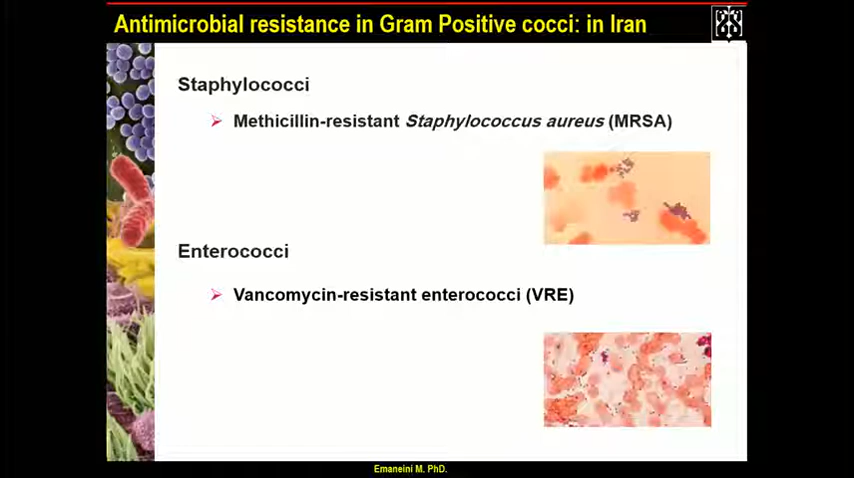 Antimicrobial resistance in Gram Positive cocci: in Iran
Staphylococci
Methicillin-resistant Staphylococcus aureus (MRSA)
Enterococci
Vancomycin-resistant enterococci (VRE)
Emaneini M. PhD.